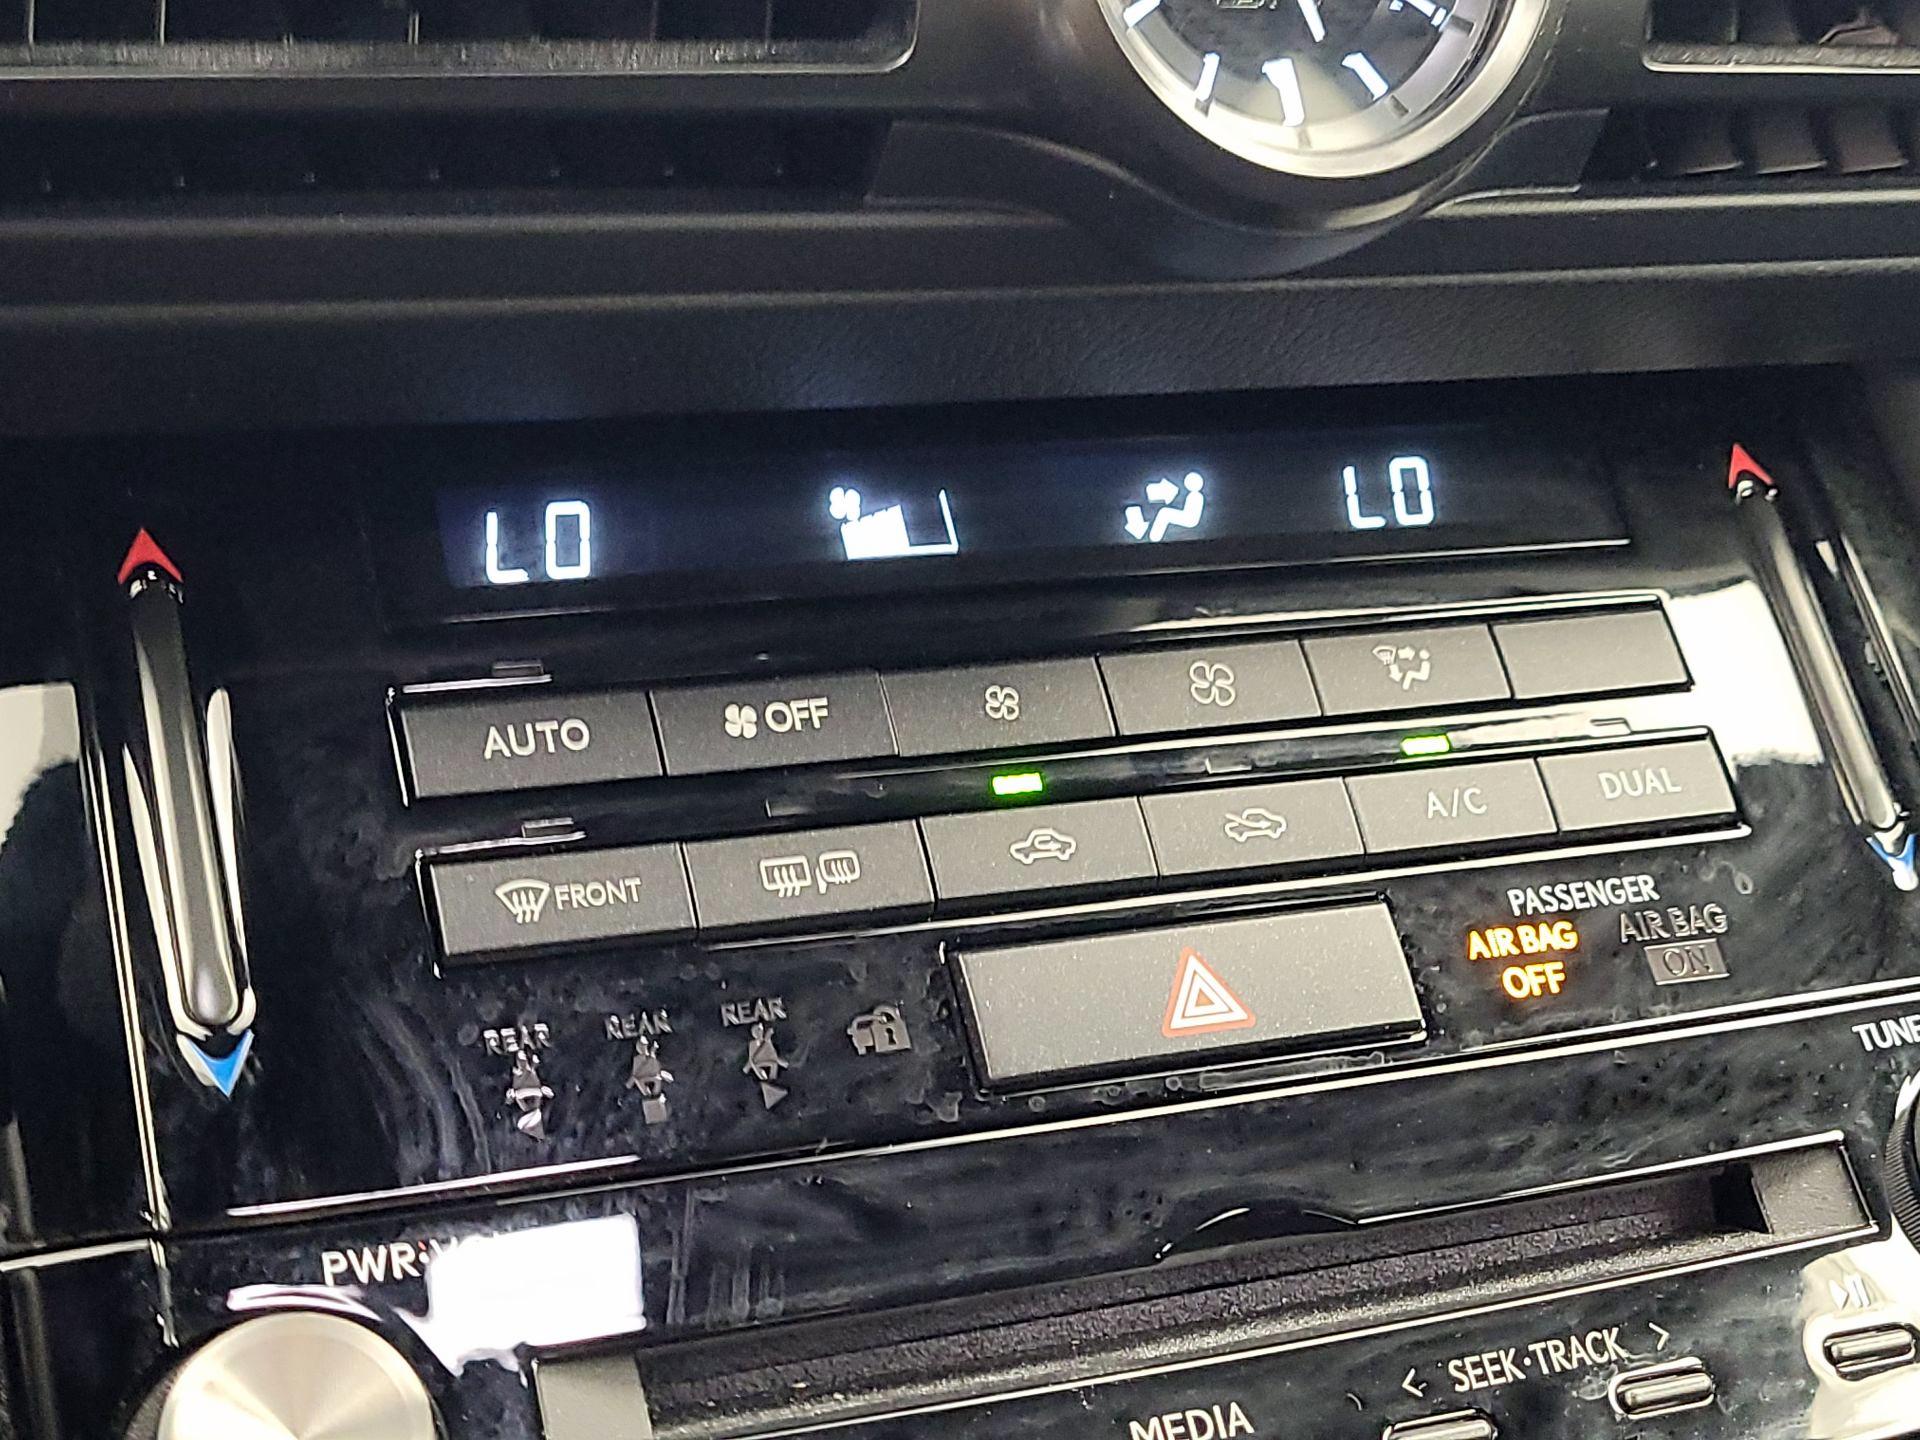 LO LO
AUTO OFF
FRONT A/C DUAL
PASSENGER
AIR BAG OFF
AIR BAG ON
REAR REAR REAR
TUNE
PWR
< SEEK·TRACK >
MEDIA